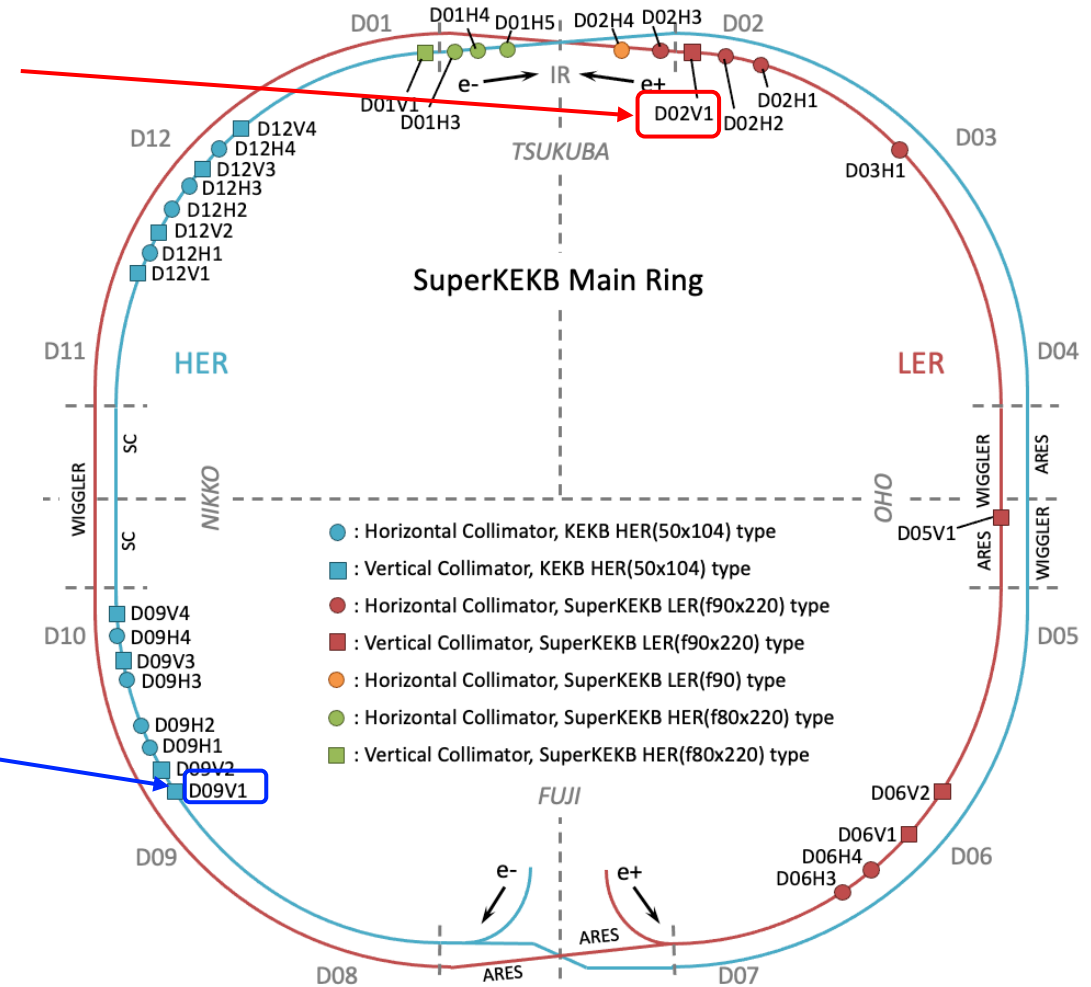 D01
D01H4
D01H5
D02H4
D02H3
D02
e-
IR
e+
D01V1
D01H3
D02V1
D02H2
D02H1
TSUKUBA
D12
D12V4
D12H4
D12V3
D12H3
D12H2
D12V2
D12H1
D12V1
D03
D03H1
SuperKEKB Main Ring
D11
HER
LER
D04
WIGGLER
SC
SC
NIKKO
OHO
WIGGLER
ARES
ARES
WIGGLER
D05V1
: Horizontal Collimator, KEKB HER(50x104) type
: Vertical Collimator, KEKB HER(50x104) type
: Horizontal Collimator, SuperKEKB LER(f90x220) type
: Vertical Collimator, SuperKEKB LER(f90x220) type
: Horizontal Collimator, SuperKEKB LER(f90) type
: Horizontal Collimator, SuperKEKB HER(f80x220) type
: Vertical Collimator, SuperKEKB HER(f80x220) type
D10
D09V4
D09H4
D09V3
D09H3
D09H2
D09H1
D09V2
D09V1
D05
FUJI
D06V2
D06V1
D06H4
D06H3
D06
D09
e-
e+
ARES
ARES
D08
D07